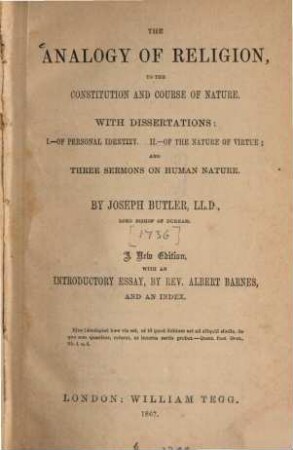 THE
ANALOGY OF RELIGION,
TO THE
CONSTITUTION AND COURSE OF NATURE.
WITH DISSERTATIONS:
I.—OF PERSONAL IDENTITY. II.—OF THE NATURE OF VIRTUE;
AND
THREE SERMONS ON HUMAN NATURE.
BY JOSEPH BUTLER, LL.D.,
LORD BISHOP OF DURHAM.
[1736]
A New Edition,
WITH AN
INTRODUCTORY ESSAY, BY REV. ALBERT BARNES,
AND AN INDEX.
LONDON: WILLIAM TEGG.
1867.